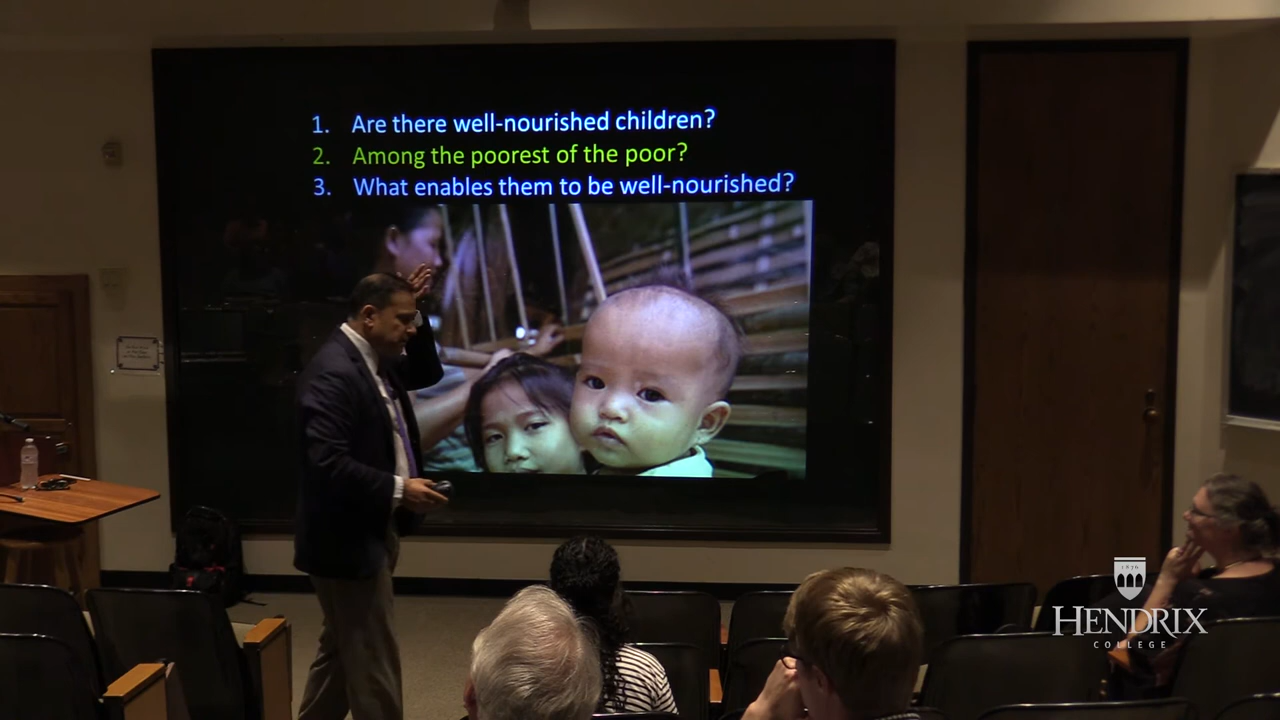 1. Are there well-nourished children?
2. Among the poorest of the poor?
3. What enables them to be well-nourished?
1876
HENDRIX
COLLEGE